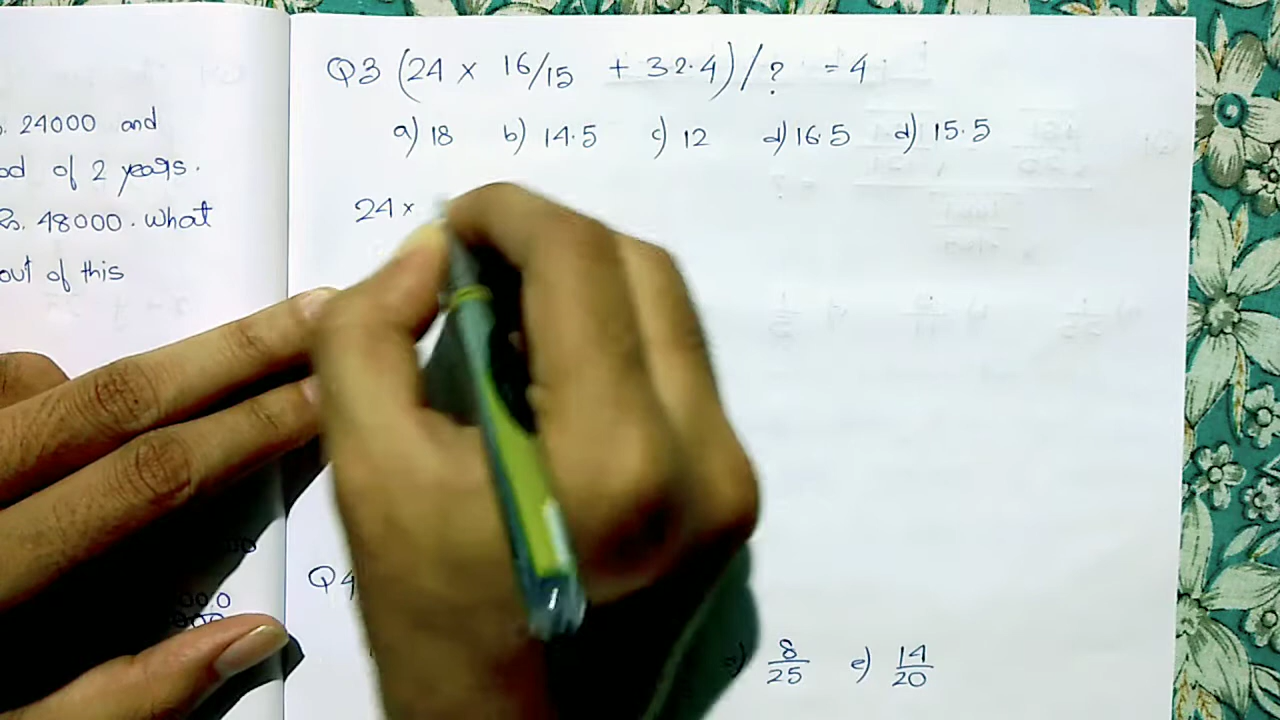 24000 and
of 2 years.
Rs. 48000. What
out of this
Q3 (24 × 16/15 + 32.4) / ? = 4
a) 18 b) 14.5 c) 12 d) 16.5 d) 15.5
24 ×
Q4
8/25 e) 14/20